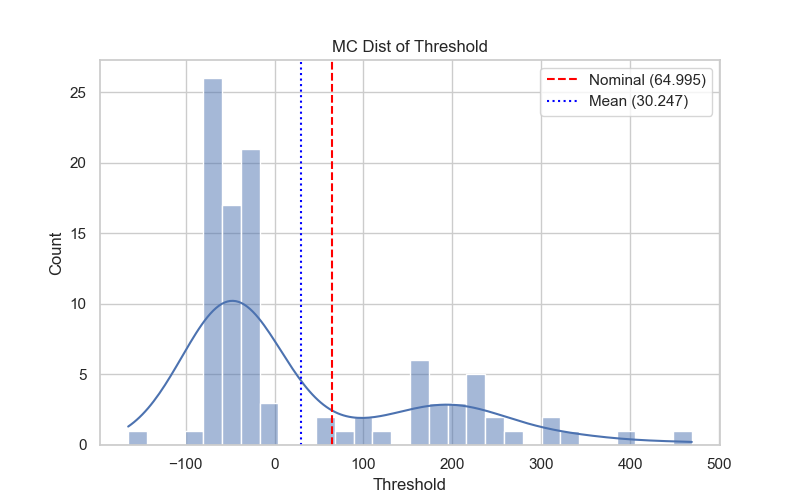 MC Dist of Threshold
Nominal (64.995)
Mean (30.247)
Count
25
20
15
10
5
0
−100
0
100
200
300
400
500
Threshold